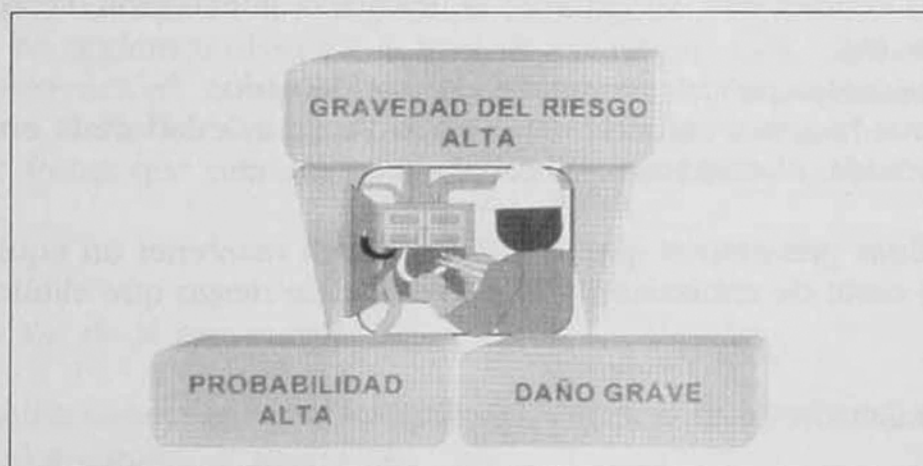 GRAVEDAD DEL RIESGO
ALTA
PROBABILIDAD
ALTA
DAÑO GRAVE